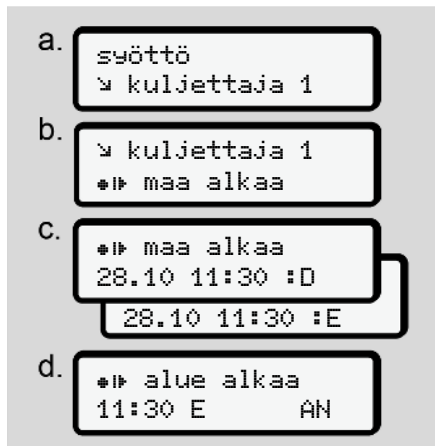 a.
syöttö
↘ kuljettaja 1
b.
↘ kuljettaja 1
●I▶ maa alkaa
c.
●I▶ maa alkaa
28.10 11:30 :D
28.10 11:30 :E
d.
●I▶ alue alkaa
11:30 E AN